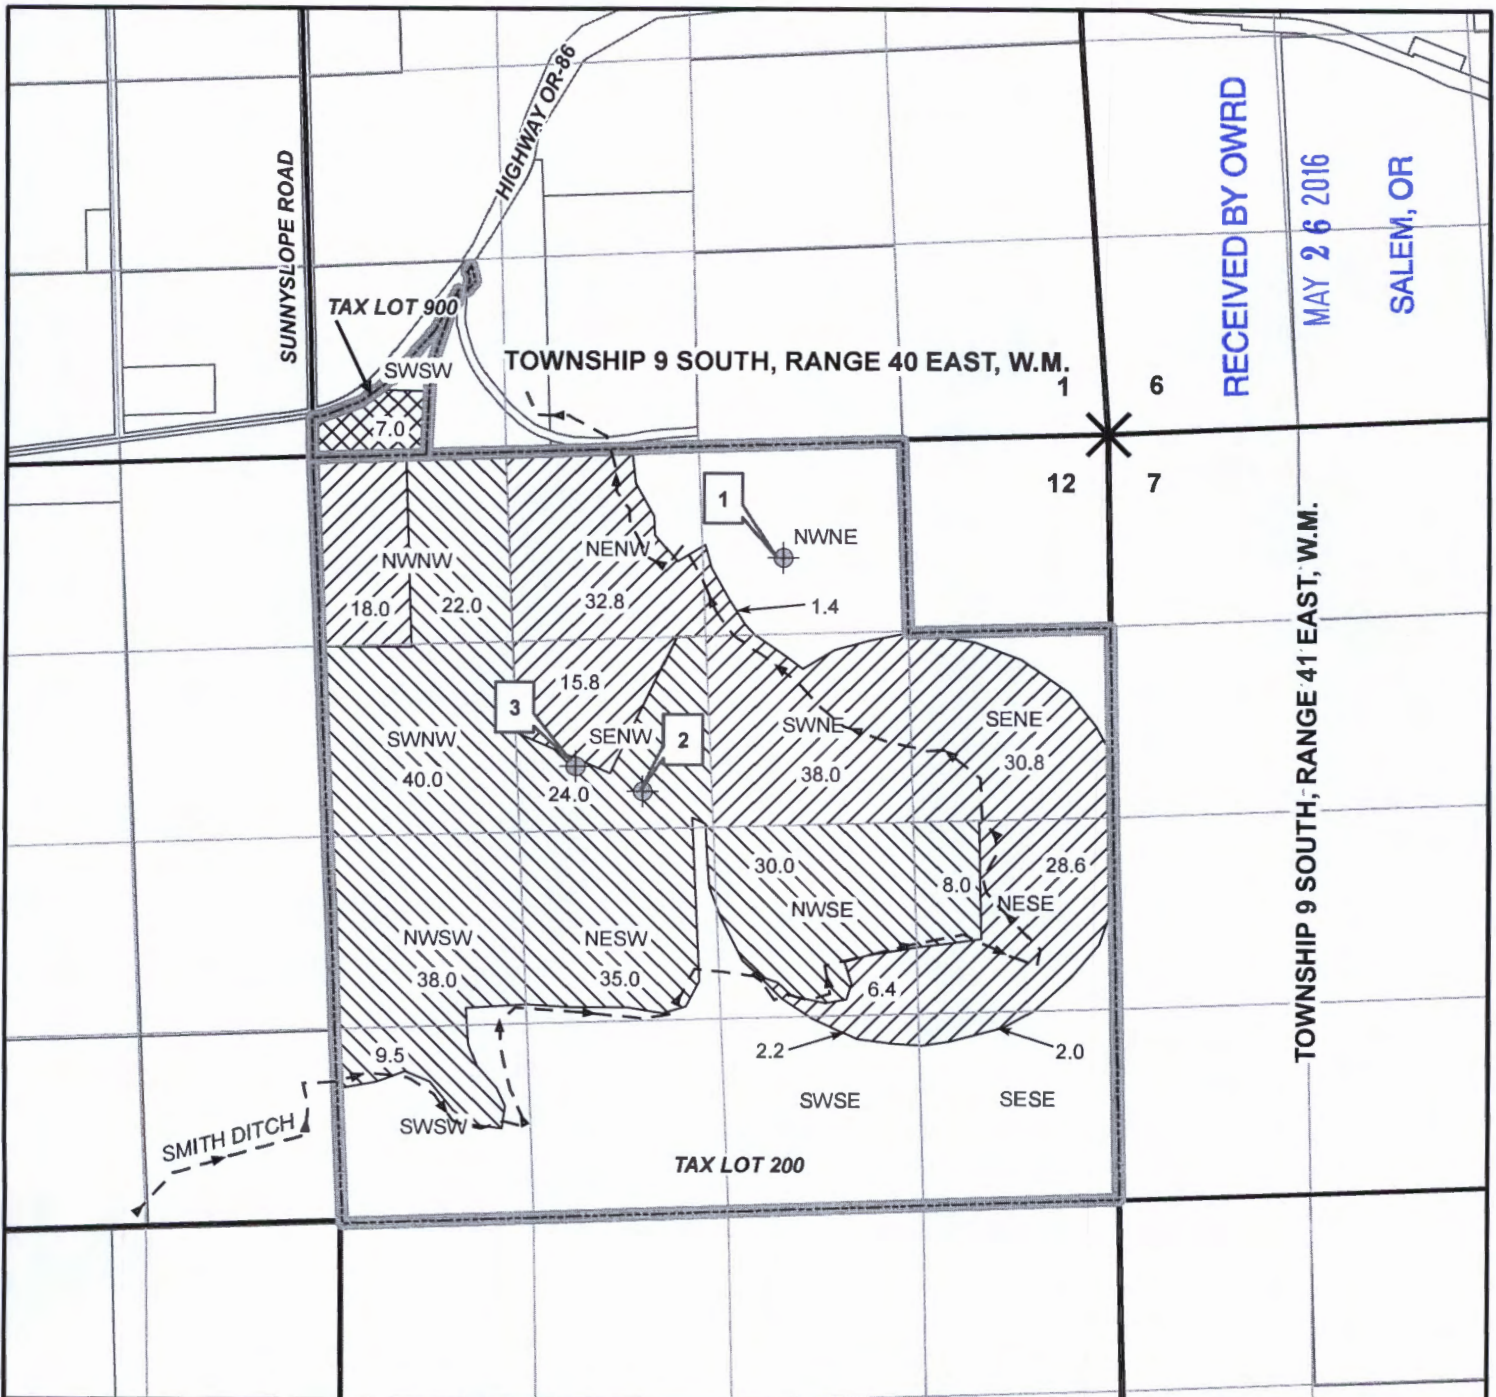 HIGHWAY OR-86
SUNNYSLOPE ROAD
RECEIVED BY OWRD
MAY 26 2016
SALEM, OR
TAX LOT 900
SWSW
TOWNSHIP 9 SOUTH, RANGE 40 EAST, W.M.
1
6
7.0
12
7
1
NWNE
NENW
NWNW
18.0
22.0
32.8
1.4
15.8
3
SENW
2
SWNE
SENE
SWNW
40.0
24.0
38.0
30.8
TOWNSHIP 9 SOUTH, RANGE 41 EAST, W.M.
30.0
8.0
28.6
NWSE
NESE
NWSW
NESW
38.0
35.0
6.4
9.5
2.2
2.0
SWSE
SESE
SMITH DITCH
SWSW
TAX LOT 200